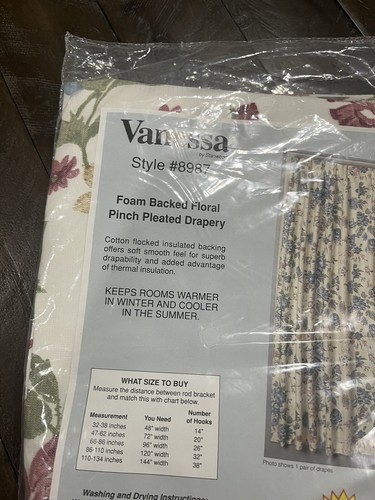 Vanessa
Style #8987
Foam Backed Floral
Pinch Pleated Drapery
Cotton flocked insulated backing
offers soft smooth feel for superb
drapability and added advantage
of thermal insulation.
KEEPS ROOMS WARMER
IN WINTER AND COOLER
IN THE SUMMER.
WHAT SIZE TO BUY
Measure the distance between rod bracket
and match this with chart below.
Measurement You Need Number of Hooks
32-38 inches 48" width 14"
47-62 inches 72" width 20"
66-86 inches 96" width 26"
86-110 inches 120" width 32"
110-134 inches 144" width 38"
Photo shows 1 pair of drapes.
Washing and Drying Instructions